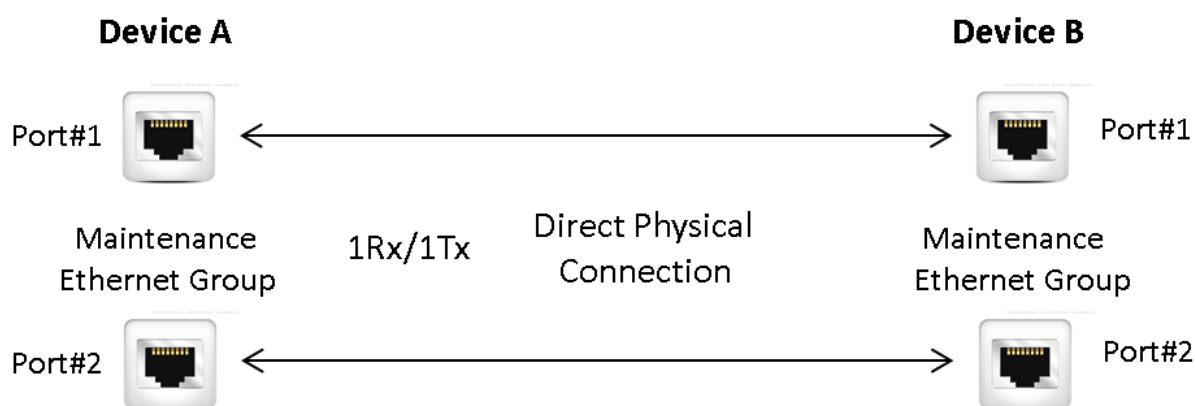 Device A
Device B
Port#1
Port#1
Maintenance
Ethernet Group
1Rx/1Tx
Direct Physical
Connection
Maintenance
Ethernet Group
Port#2
Port#2